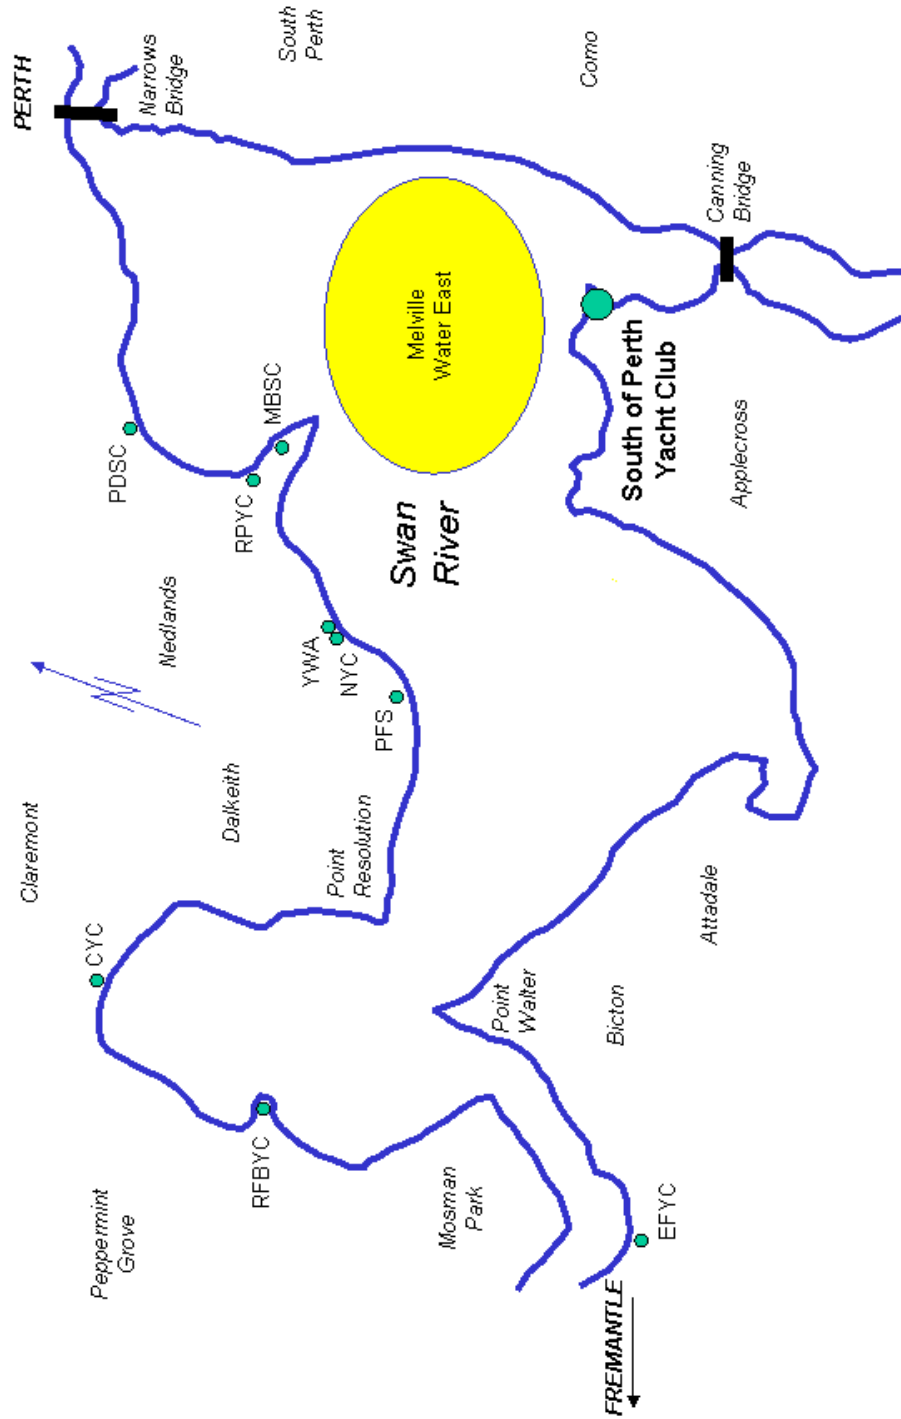 PERTH
Narrows
Bridge
South
Perth
Como
Canning
Bridge
Melville
Water East
South of Perth
Yacht Club
Applecross
MBSC
PDSC
RPYC
Swan
River
Nedlands
YWA
NYC
PFS
Dalkeith
Claremont
Point
Resolution
Attadale
CYC
Point
Walter
Bicton
RFBYC
Mosman
Park
Peppermint
Grove
EFYC
FREMANTLE
N